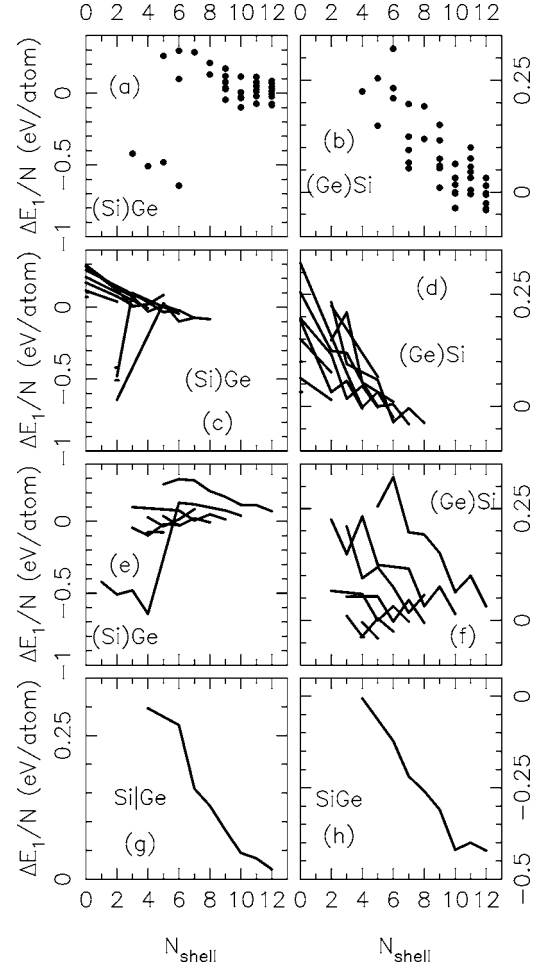 0 2 4 6 8 10 12 0 2 4 6 8 10 12
ΔE₁/N (eV/atom)
0
−0.5
−1
(a)
(Si)Ge
(b)
(Ge)Si
0.25
0
ΔE₁/N (eV/atom)
0
−0.5
−1
(Si)Ge
(c)
(d)
(Ge)Si
0.25
0
ΔE₁/N (eV/atom)
0
−0.5
−1
(e)
(Si)Ge
(Ge)Si
(f)
0.25
0
ΔE₁/N (eV/atom)
0.25
0
Si|Ge
(g)
SiGe
(h)
0
−0.25
−0.5
0 2 4 6 8 10 12 0 2 4 6 8 10 12
N_shell N_shell